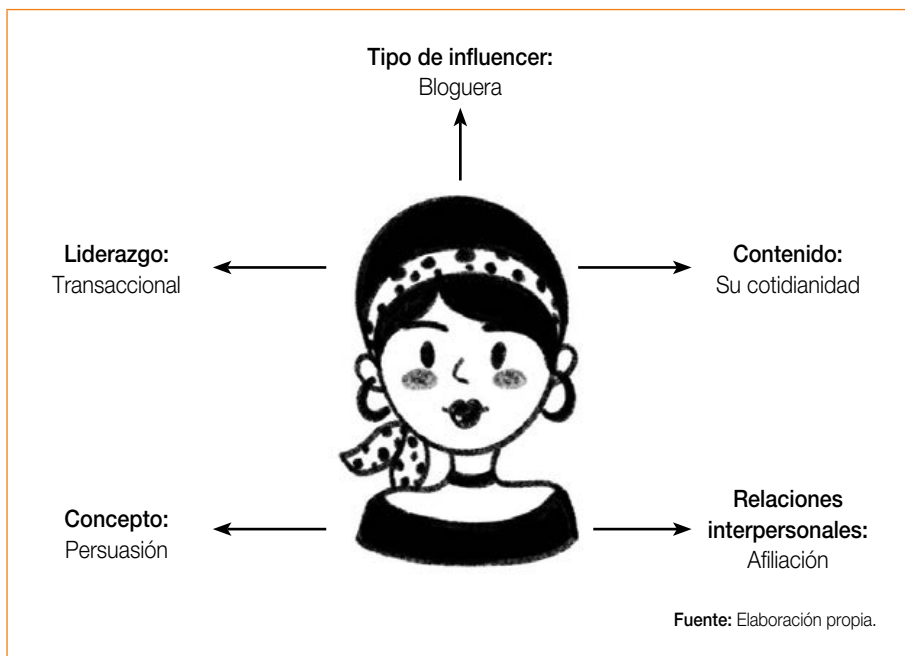 Tipo de influencer:
Bloguera
Liderazgo:
Transaccional
Contenido:
Su cotidianidad
Concepto:
Persuasión
Relaciones
interpersonales:
Afiliación
Fuente: Elaboración propia.